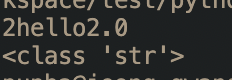 kspace/test/pytho
2hello2.0
<class 'str'>